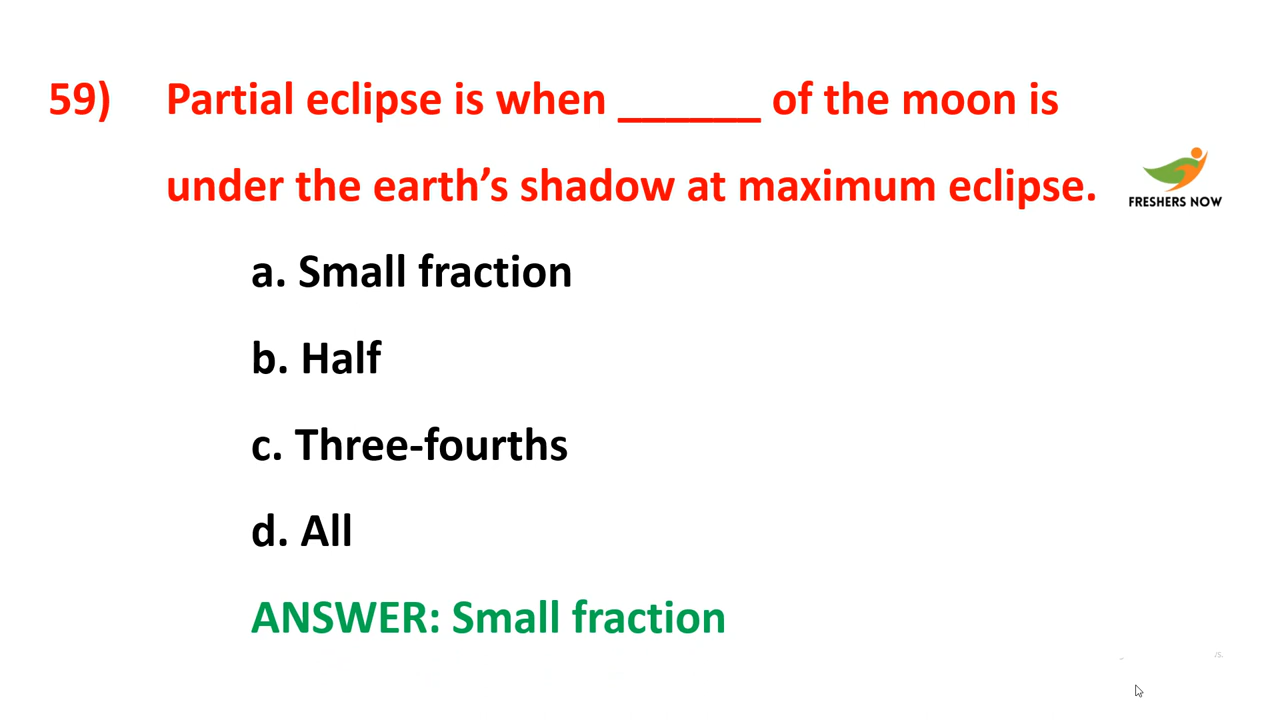 59) Partial eclipse is when ______ of the moon is
under the earth’s shadow at maximum eclipse.
FRESHERS NOW
a. Small fraction
b. Half
c. Three-fourths
d. All
ANSWER: Small fraction